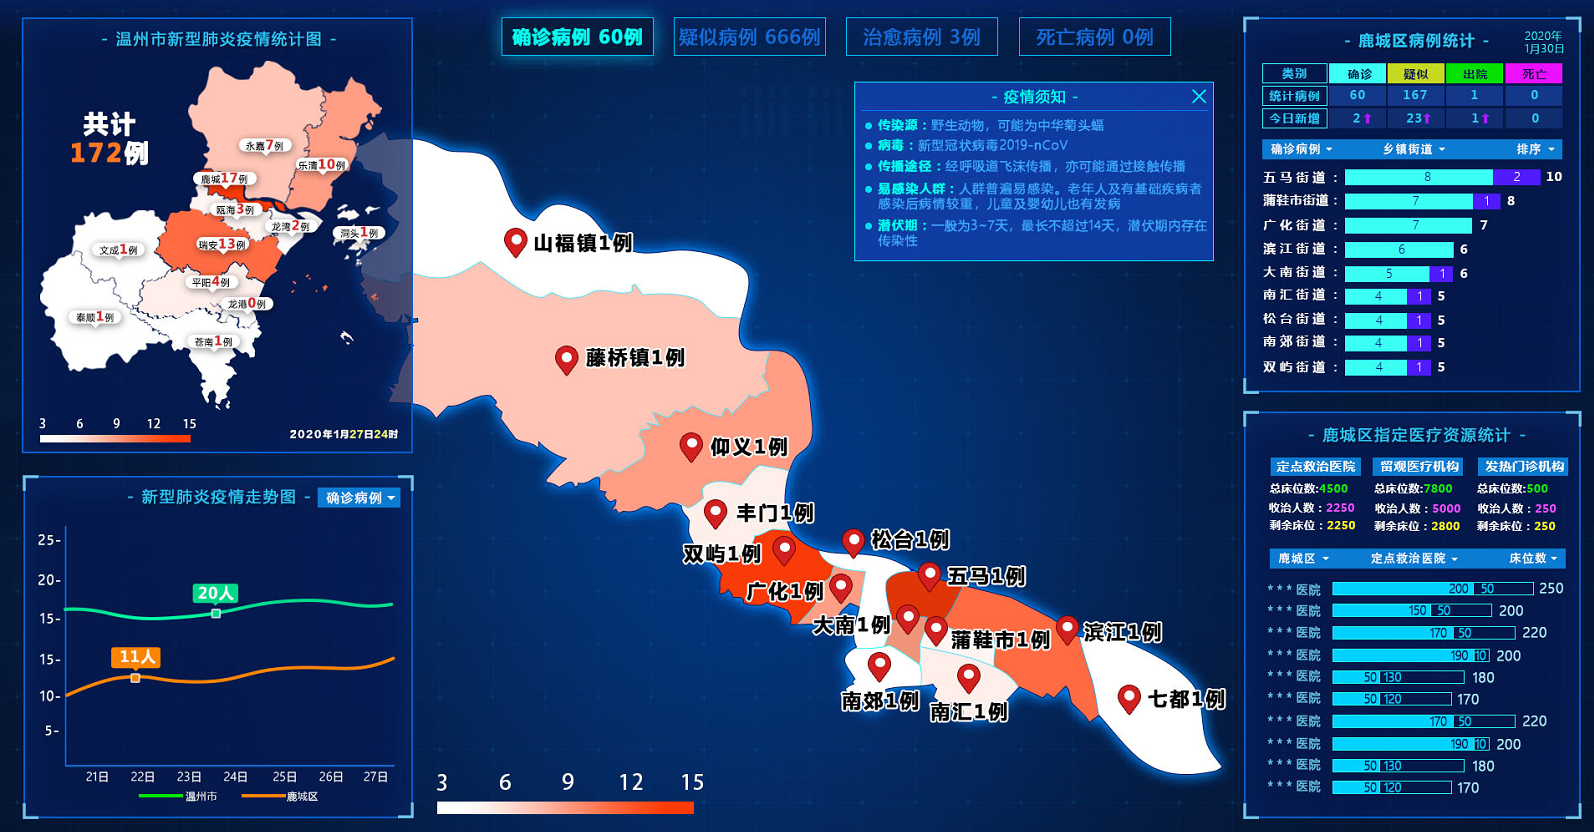 - 温州市新型肺炎疫情统计图 -
共计
172例
永嘉7例
乐清10例
鹿城17例
瓯海3例
龙湾2例
洞头1例
瑞安13例
文成1例
平阳4例
龙港0例
泰顺1例
苍南1例
3 6 9 12 15
2020年1月27日24时
- 新型肺炎疫情走势图 -
确诊病例
25-
20-
15-
15-
10-
5-
20人
11人
21日 22日 23日 24日 25日 26日 27日
温州市 鹿城区
确诊病例 60例
疑似病例 666例
治愈病例 3例
死亡病例 0例
- 疫情须知 -
传染源：野生动物，可能为中华菊头蝠
病毒：新型冠状病毒2019-nCoV
传播途径：经呼吸道飞沫传播，亦可能通过接触传播
易感染人群：人群普遍易感染。老年人及有基础疾病者
感染后病情较重，儿童及婴幼儿也有发病
潜伏期：一般为3~7天，最长不超过14天，潜伏期内存在
传染性
山福镇1例
藤桥镇1例
仰义1例
丰门1例
双屿1例
松台1例
广化1例
五马1例
大南1例
蒲鞋市1例
滨江1例
南郊1例
南汇1例
七都1例
3 6 9 12 15
- 鹿城区病例统计 -
2020年
1月30日
类别 确诊 疑似 出院 死亡
统计病例 60 167 1 0
今日新增 2 23 1 0
确诊病例 乡镇街道 排序
五马街道： 8 2 10
蒲鞋市街道： 7 1 8
广化街道： 7 7
滨江街道： 6 6
大南街道： 5 1 6
南汇街道： 4 1 5
松台街道： 4 1 5
南郊街道： 4 1 5
双屿街道： 4 1 5
- 鹿城区指定医疗资源统计 -
定点救治医院 留观医疗机构 发热门诊机构
总床位数:4500 总床位数:7800 总床位数:500
收治人数：2250 收治人数：5000 收治人数：250
剩余床位：2250 剩余床位：2800 剩余床位：250
鹿城区 定点救治医院 床位数
***医院 200 50 250
***医院 150 50 200
***医院 170 50 220
***医院 190 10 200
***医院 50 130 180
***医院 50 120 170
***医院 170 50 220
***医院 190 10 200
***医院 50 130 180
***医院 50 120 170